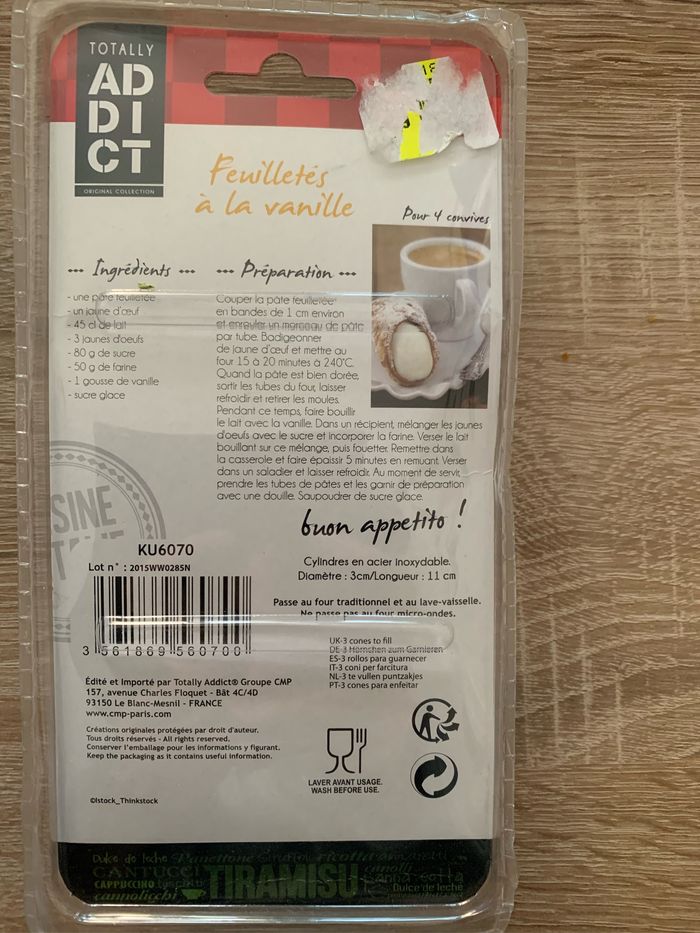 TOTALLY
AD
DI
CT
ORIGINAL COLLECTION
Feuilletés
à la vanille
Pour 4 convives
--- Ingrédients ---
- une pâte feuilletée
- un jaune d'œuf
- 45 cl de lait
- 3 jaunes d'oeufs
- 80 g de sucre
- 50 g de farine
- 1 gousse de vanille
- sucre glace
--- Préparation ---
Couper la pâte feuilletée
en bandes de 1 cm environ
et enrouler un morceau de pâte
par tube. Badigeonner
de jaune d'œuf et mettre au
four 15 à 20 minutes à 240°C.
Quand la pâte est bien dorée,
sortir les tubes du four, laisser
refroidir et retirer les moules.
Pendant ce temps, faire bouillir
le lait avec la vanille. Dans un récipient, mélanger les jaunes
d'oeufs avec le sucre et incorporer la farine. Verser le lait
bouillant sur ce mélange, puis fouetter. Remettre dans
la casserole et faire épaissir 5 minutes en remuant. Verser
dans un saladier et laisser refroidir. Au moment de servir,
prendre les tubes de pâtes et les garnir de préparation
avec une douille. Saupoudrer de sucre glace.
buon appetito !
SINE
KU6070
Lot n° : 2015WW0285N
3 561869 560700
Cylindres en acier inoxydable.
Diamètre : 3cm/Longueur : 11 cm
Passe au four traditionnel et au lave-vaisselle.
Ne passe pas au four micro-ondes.
UK-3 cones to fill
DE-3 Hörnchen zum Garnieren
ES-3 rollos para guarnecer
IT-3 coni per farcitura
NL-3 te vullen puntzakjes
PT-3 cones para enfeitar
Édité et Importé par Totally Addict® Groupe CMP
157, avenue Charles Floquet - Bât 4C/4D
93150 Le Blanc-Mesnil - FRANCE
www.cmp-paris.com
Créations originales protégées par droit d'auteur.
Tous droits réservés - All rights reserved.
Conserver l'emballage pour les informations y figurant.
Keep the packaging as it contains useful information.
LAVER AVANT USAGE.
WASH BEFORE USE.
©Istock_Thinkstock
Dulce de leche Panettone Struffoli ricotta
CANTUCCI
CAPPUCCINO
cannolicchi
TIRAMISU
cannoli
Panna cotta
Dulce de leche